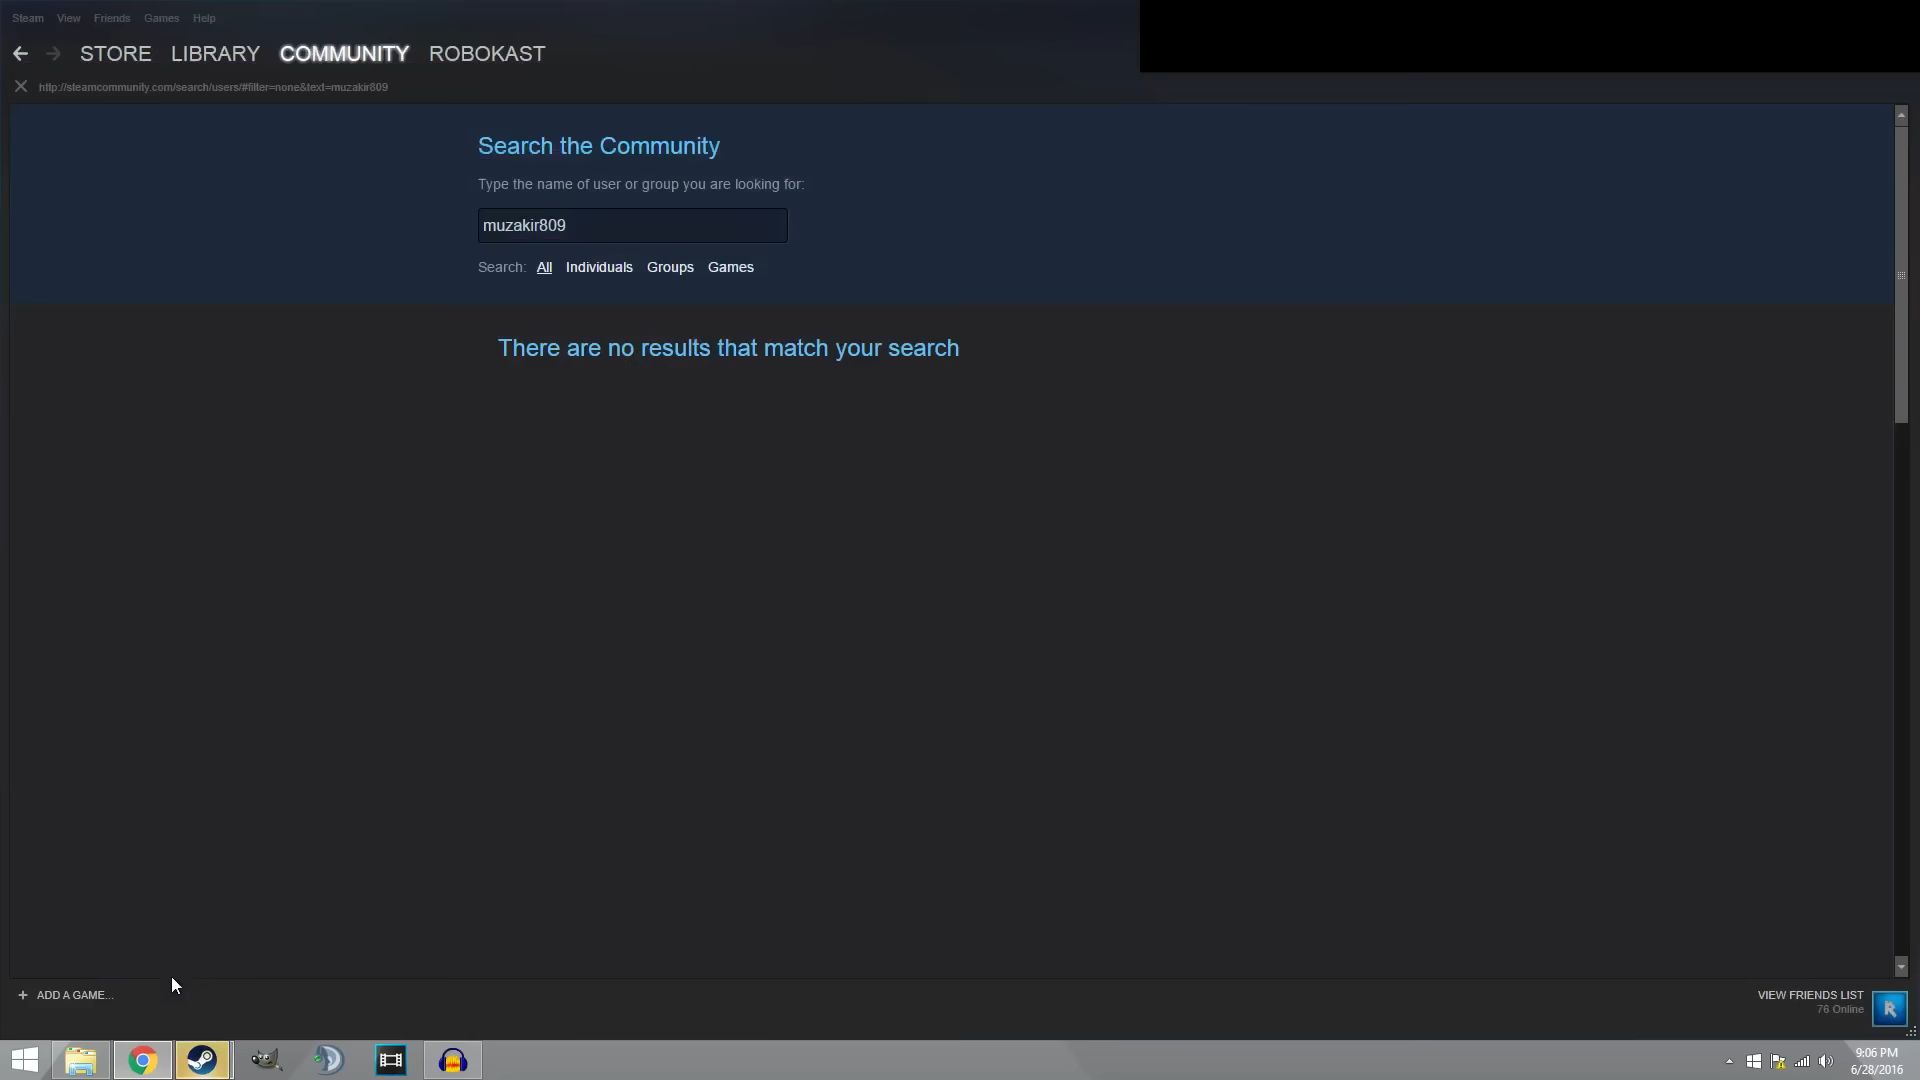 Steam View Friends Games Help
STORE LIBRARY COMMUNITY ROBOKAST
http://steamcommunity.com/search/users/#filter=none&text=muzakir809
Search the Community
Type the name of user or group you are looking for:
muzakir809
Search: All Individuals Groups Games
There are no results that match your search
+ ADD A GAME...
VIEW FRIENDS LIST
76 Online
R
9:06 PM
6/28/2016